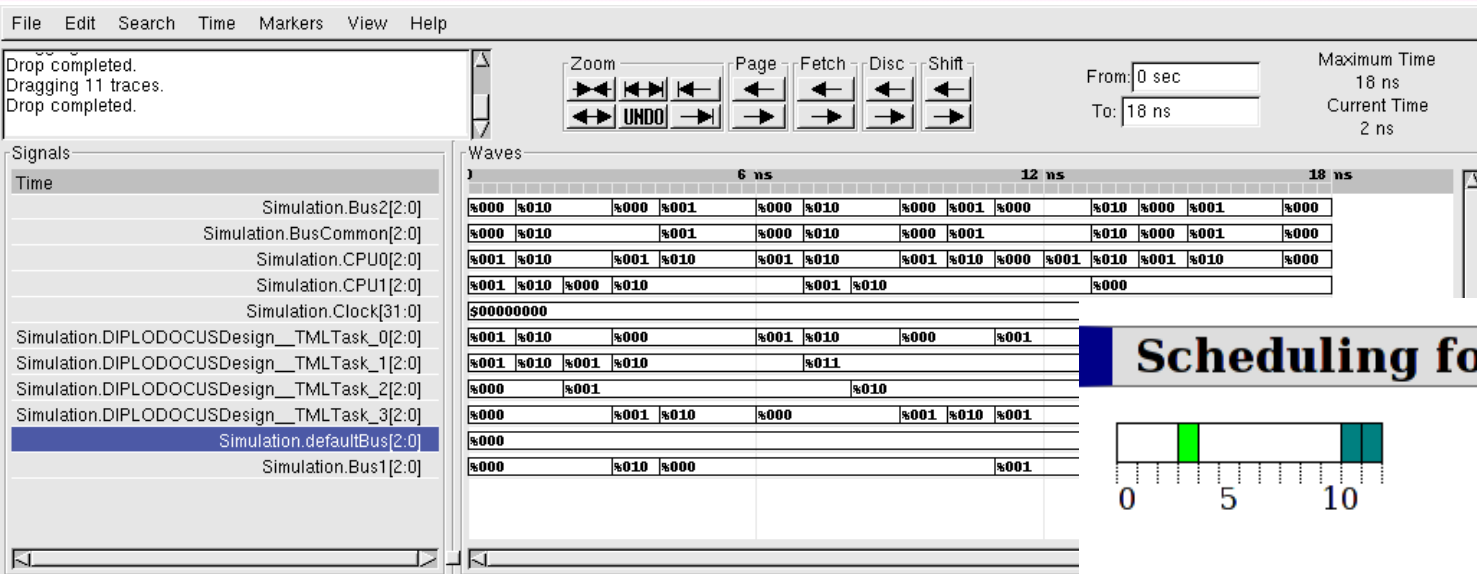 File Edit Search Time Markers View Help
Drop completed.
Dragging 11 traces.
Drop completed.
Zoom Page Fetch Disc Shift
UNDO
From: 0 sec
To: 18 ns
Maximum Time
18 ns
Current Time
2 ns
Signals
Waves
Time
0 6 ns 12 ns 18 ns
Simulation.Bus2[2:0] %000 %010 %000 %001 %000 %010 %000 %001 %000 %010 %000 %001 %000
Simulation.BusCommon[2:0] %000 %010 %001 %000 %010 %000 %001 %010 %000 %001 %000
Simulation.CPU0[2:0] %001 %010 %001 %010 %001 %010 %001 %010 %000 %001 %010 %001 %010 %000
Simulation.CPU1[2:0] %001 %010 %000 %010 %001 %010 %000
Simulation.Clock[31:0] $00000000
Simulation.DIPLODOCUSDesign__TMLTask_0[2:0] %001 %010 %000 %001 %010 %000 %001
Simulation.DIPLODOCUSDesign__TMLTask_1[2:0] %001 %010 %001 %010 %011
Simulation.DIPLODOCUSDesign__TMLTask_2[2:0] %000 %001 %010
Simulation.DIPLODOCUSDesign__TMLTask_3[2:0] %000 %001 %010 %000 %001 %010 %001
Simulation.defaultBus[2:0] %000
Simulation.Bus1[2:0] %000 %010 %000 %001
Scheduling fo
0 5 10